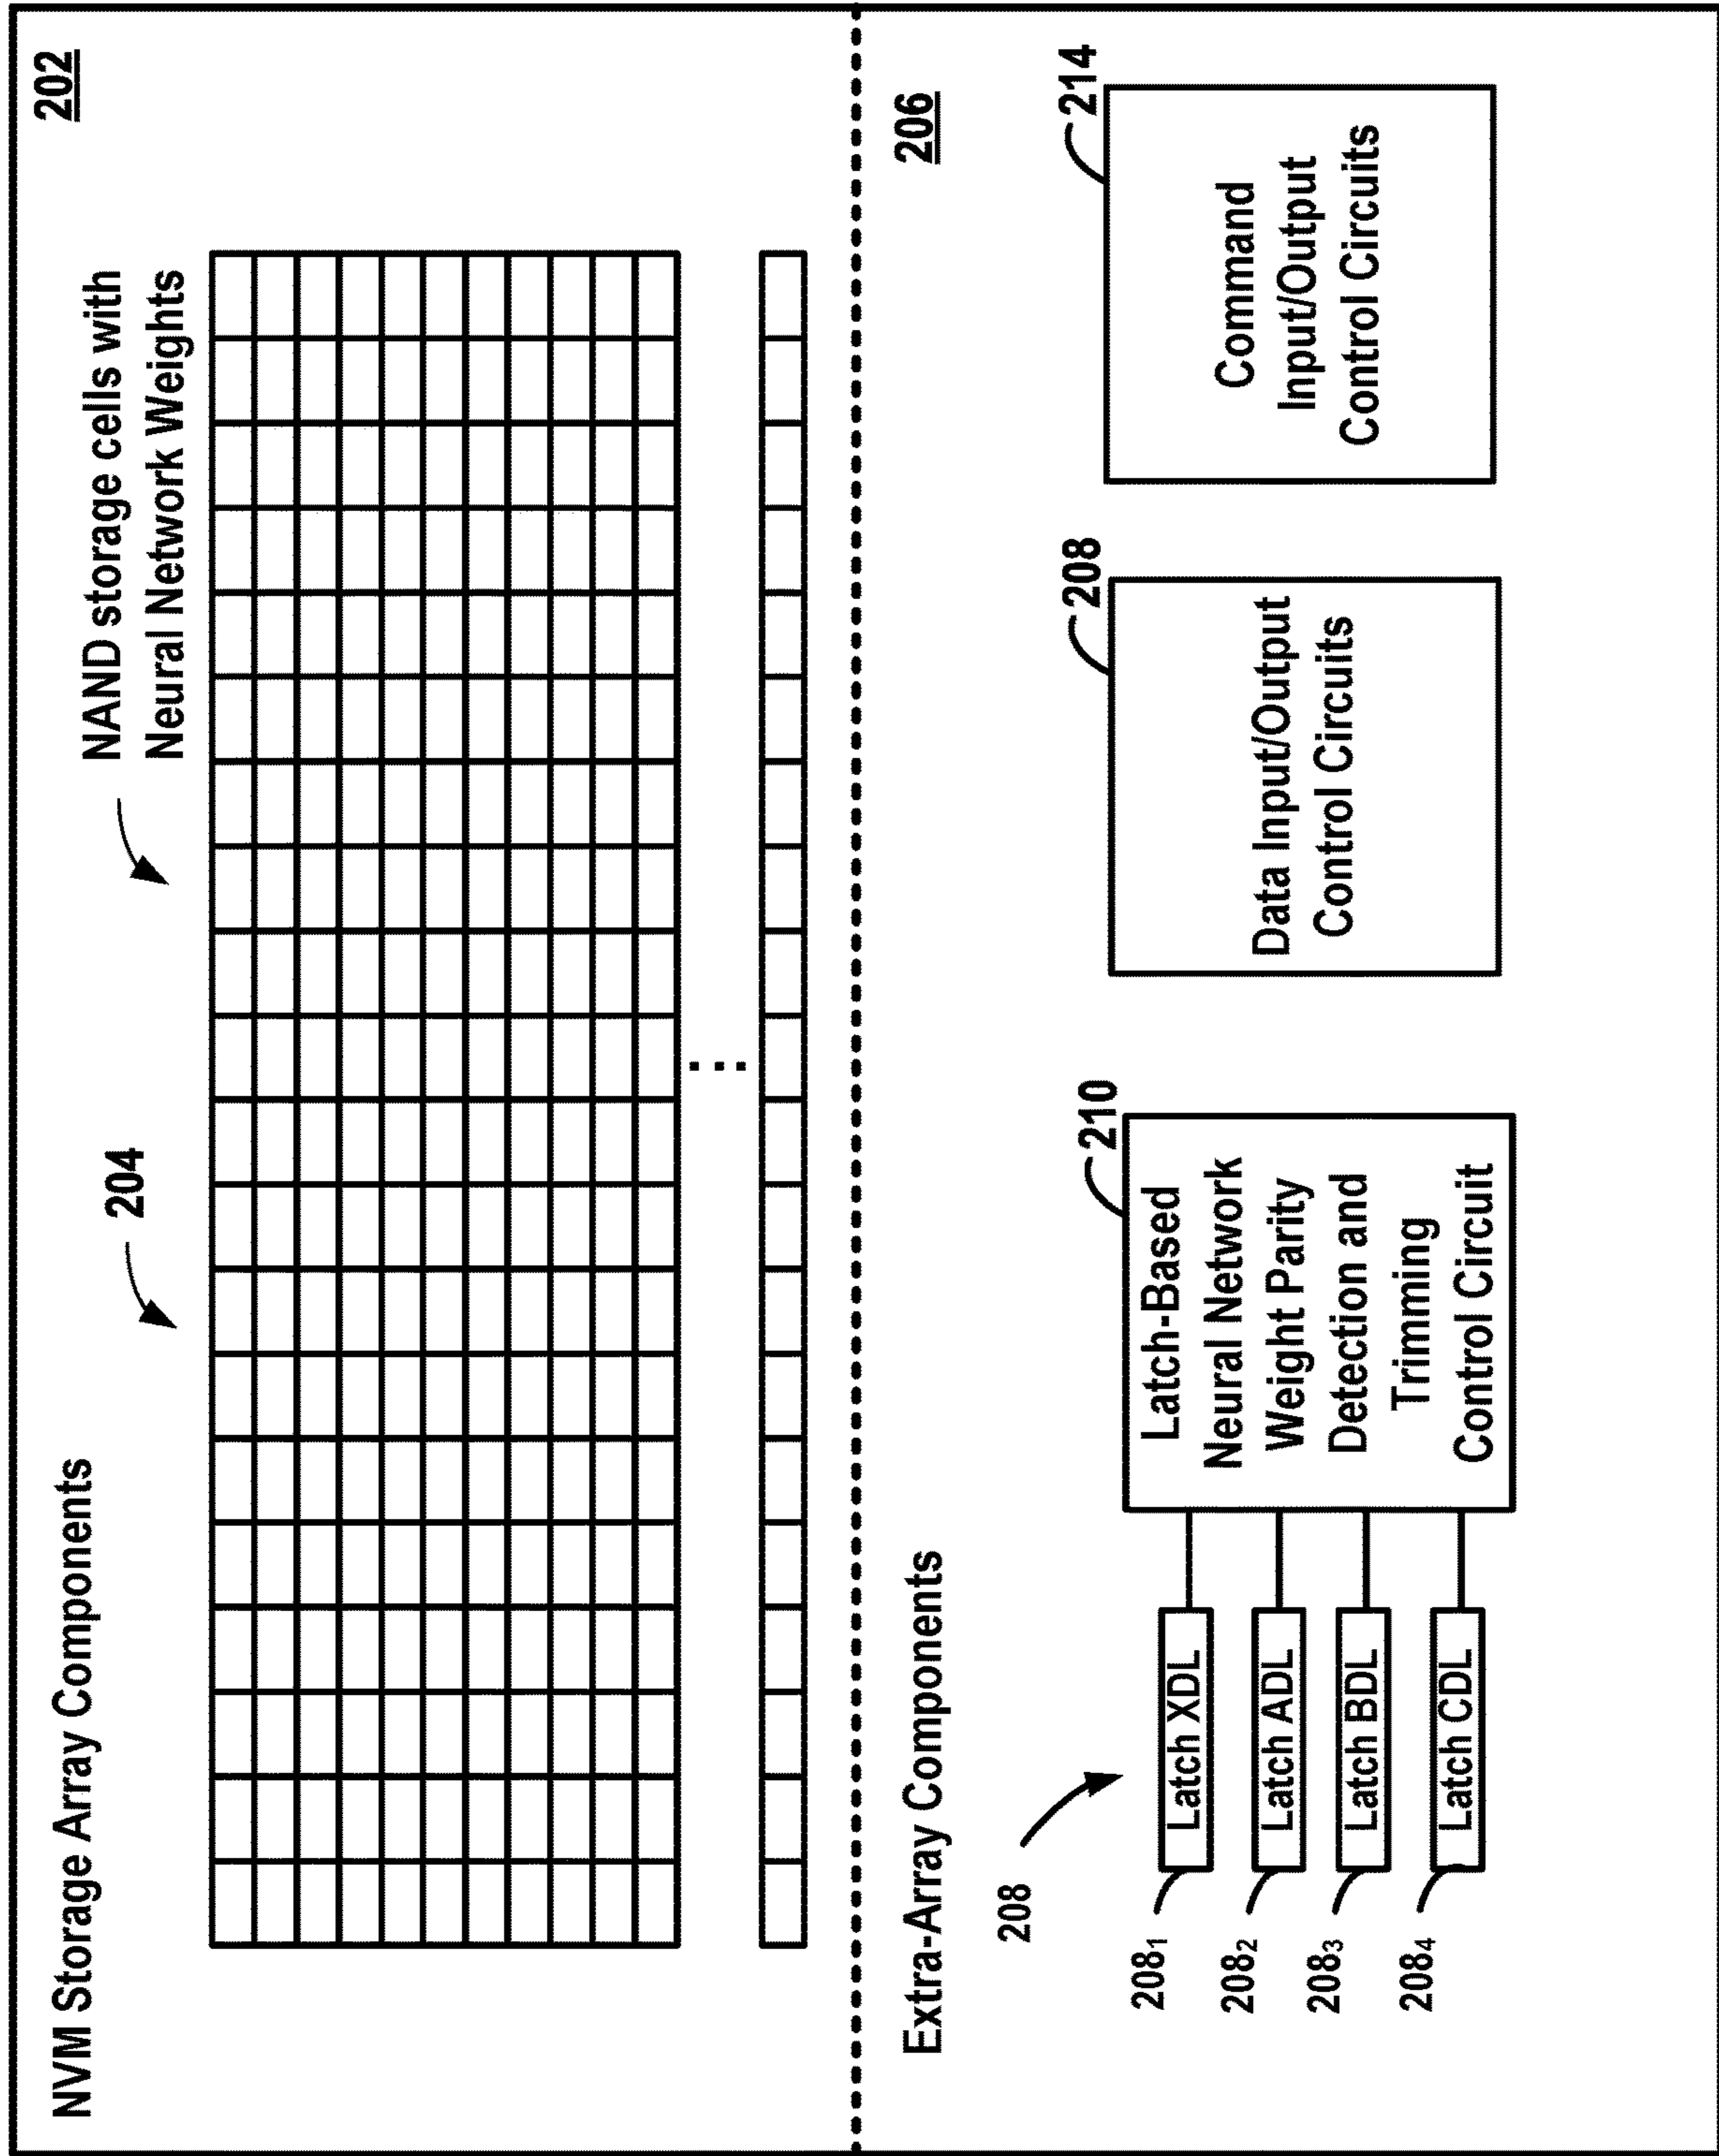 NVM Storage Array Components
202
204
NAND storage cells with
Neural Network Weights
...
Extra-Array Components
206
208
208₁
Latch XDL
208₂
Latch ADL
208₃
Latch BDL
208₄
Latch CDL
210
Latch-Based
Neural Network
Weight Parity
Detection and
Trimming
Control Circuit
208
Data Input/Output
Control Circuits
214
Command
Input/Output
Control Circuits